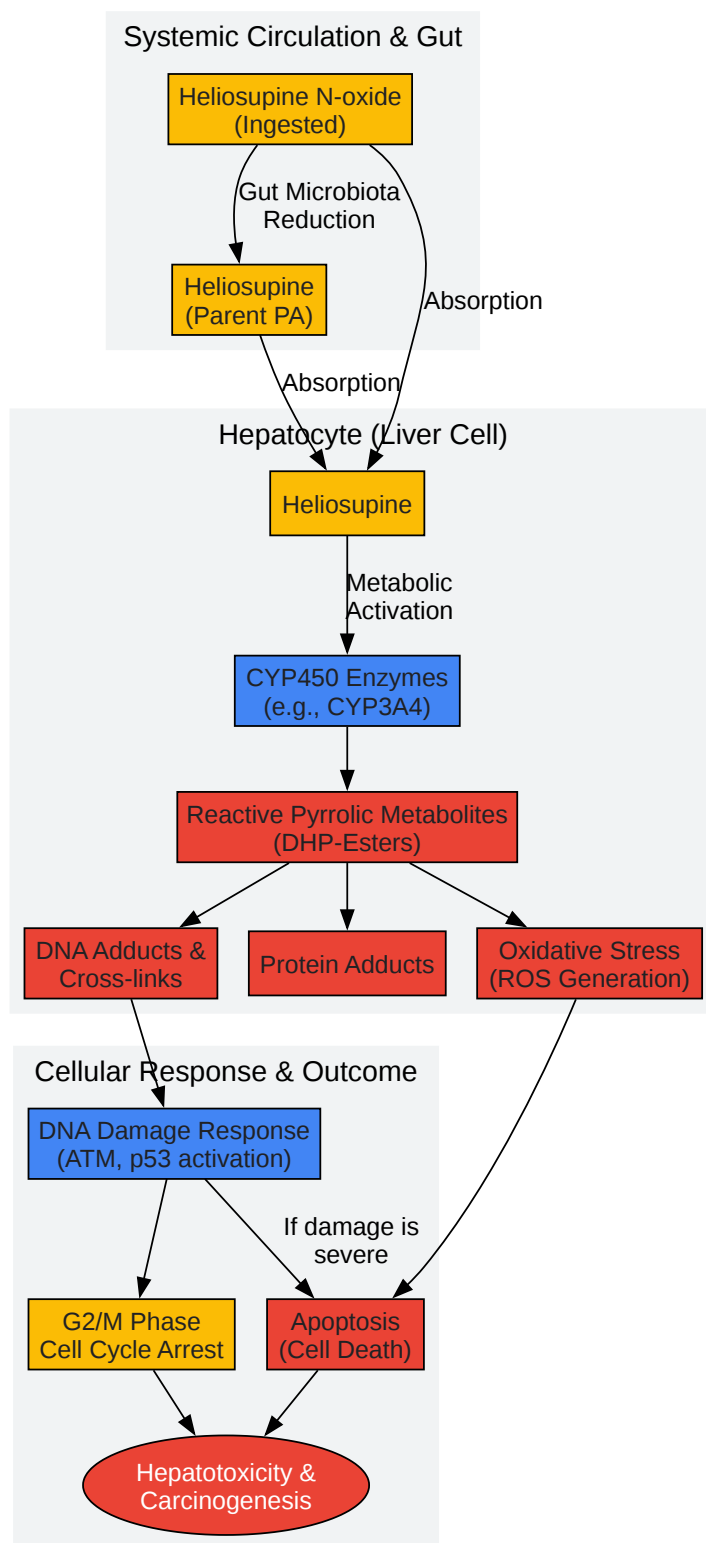 Systemic Circulation & Gut
Heliosupine N-oxide
(Ingested)
Gut Microbiota
Reduction
Heliosupine
(Parent PA)
Absorption
Absorption
Hepatocyte (Liver Cell)
Heliosupine
Metabolic
Activation
CYP450 Enzymes
(e.g., CYP3A4)
Reactive Pyrrolic Metabolites
(DHP-Esters)
DNA Adducts &
Cross-links
Protein Adducts
Oxidative Stress
(ROS Generation)
Cellular Response & Outcome
DNA Damage Response
(ATM, p53 activation)
If damage is
severe
G2/M Phase
Cell Cycle Arrest
Apoptosis
(Cell Death)
Hepatotoxicity &
Carcinogenesis